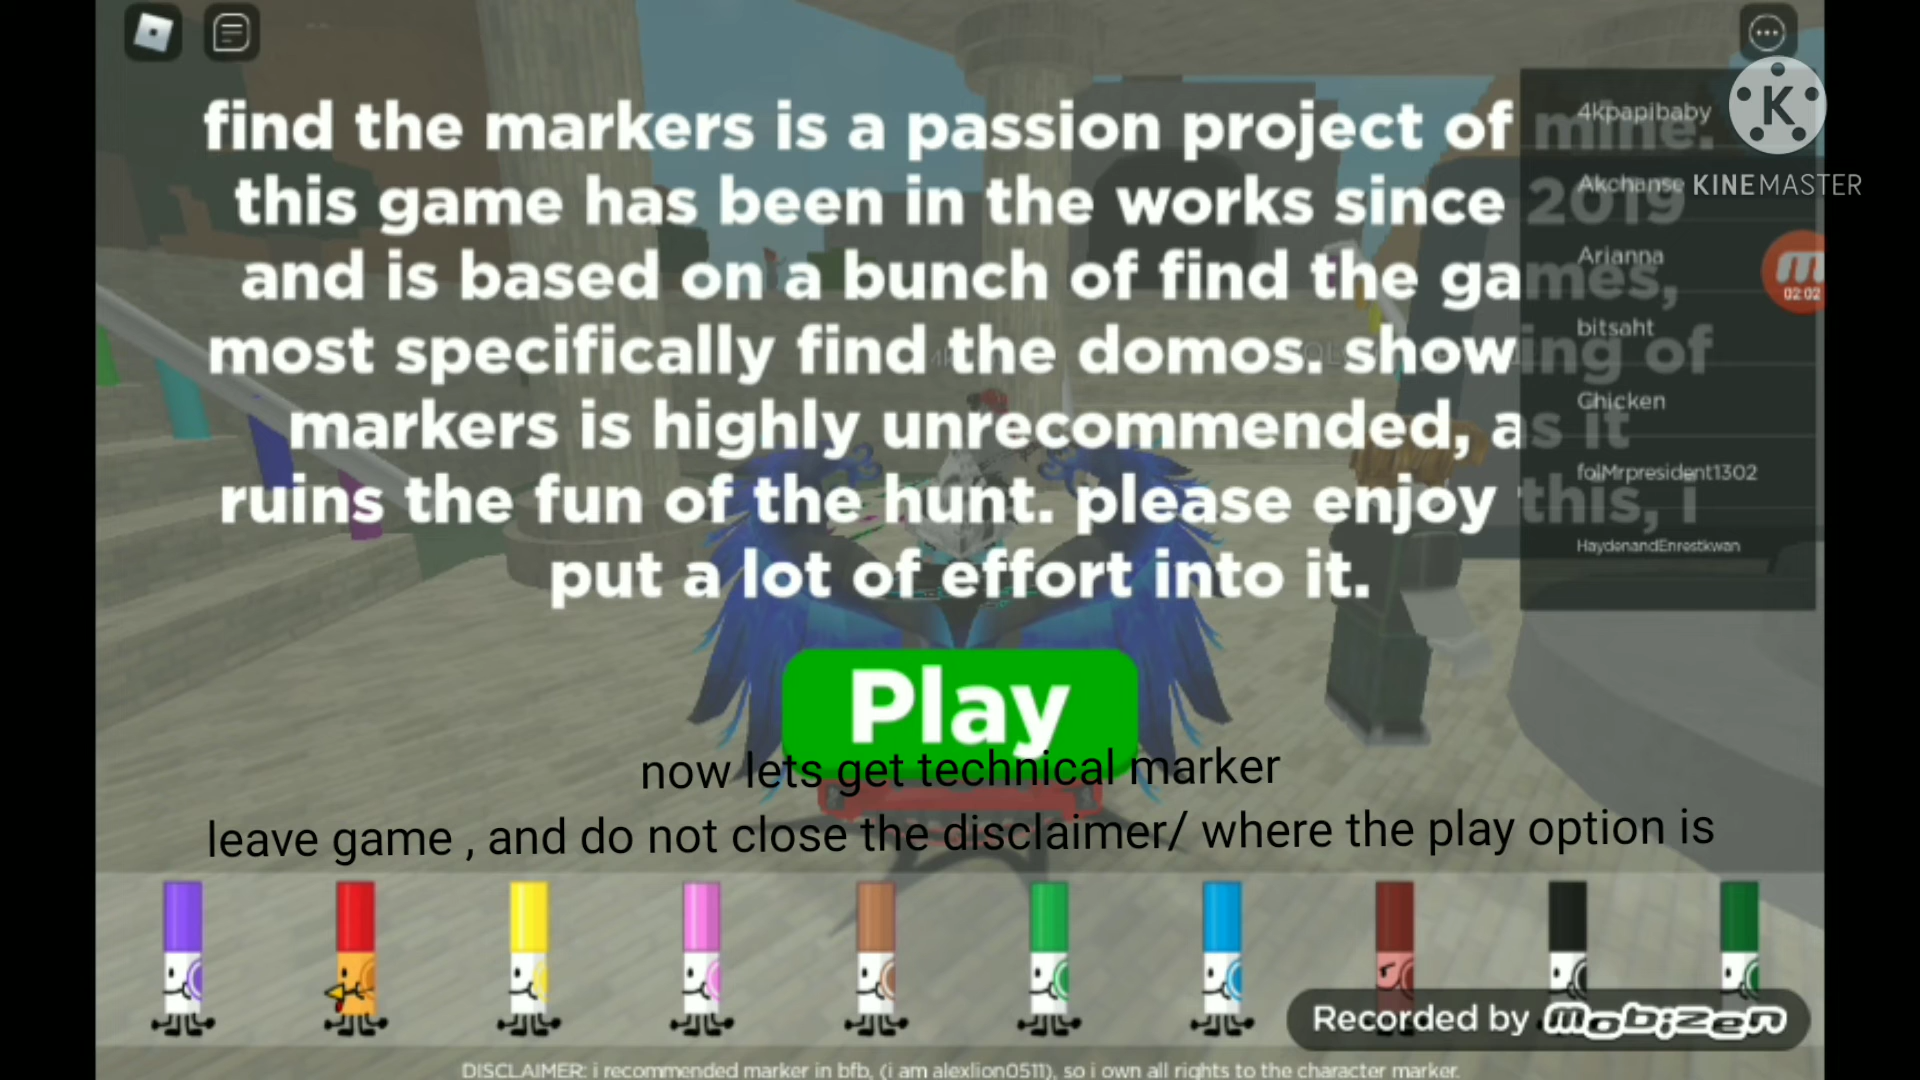 find the markers is a passion project of mine.
this game has been in the works since 2019
and is based on a bunch of find the games,
most specifically find the domos. showing of
markers is highly unrecommended, as it
ruins the fun of the hunt. please enjoy this, i
put a lot of effort into it.
4kpapibaby
Akchanse
Arianna
bitsaht
Chicken
folMrpresident1302
HaydenandEnrestkwan
K
KINEMASTER
m
02:02
Play
now lets get technical marker
leave game , and do not close the disclaimer/ where the play option is
Recorded by mobizen
DISCLAIMER: i recommended marker in bfb, (i am alexlion0511), so i own all rights to the character marker.